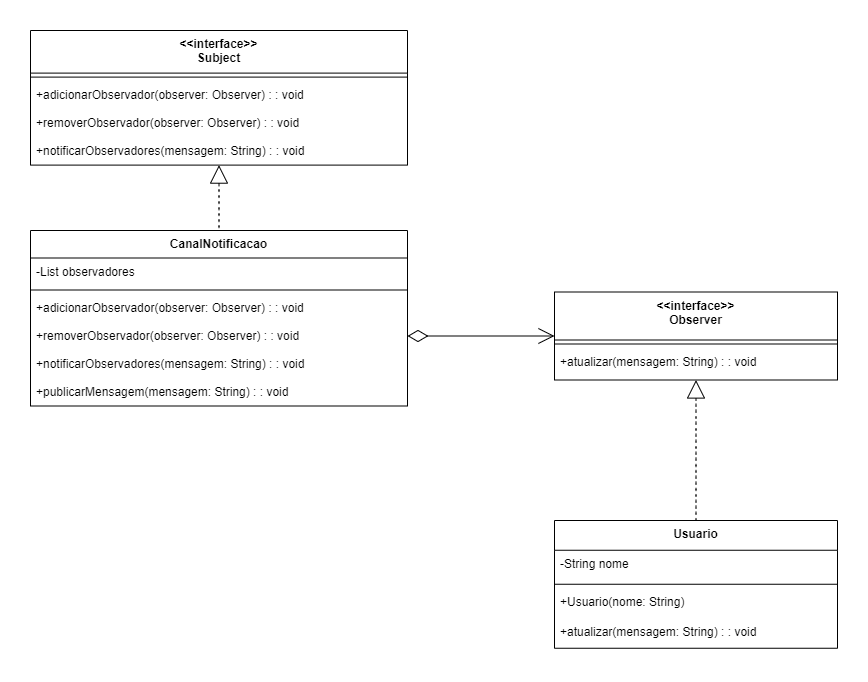 <<interface>>
Subject
+adicionarObservador(observer: Observer) : : void
+removerObservador(observer: Observer) : : void
+notificarObservadores(mensagem: String) : : void
CanalNotificacao
-List observadores
+adicionarObservador(observer: Observer) : : void
+removerObservador(observer: Observer) : : void
+notificarObservadores(mensagem: String) : : void
+publicarMensagem(mensagem: String) : : void
<<interface>>
Observer
+atualizar(mensagem: String) : : void
Usuario
-String nome
+Usuario(nome: String)
+atualizar(mensagem: String) : : void